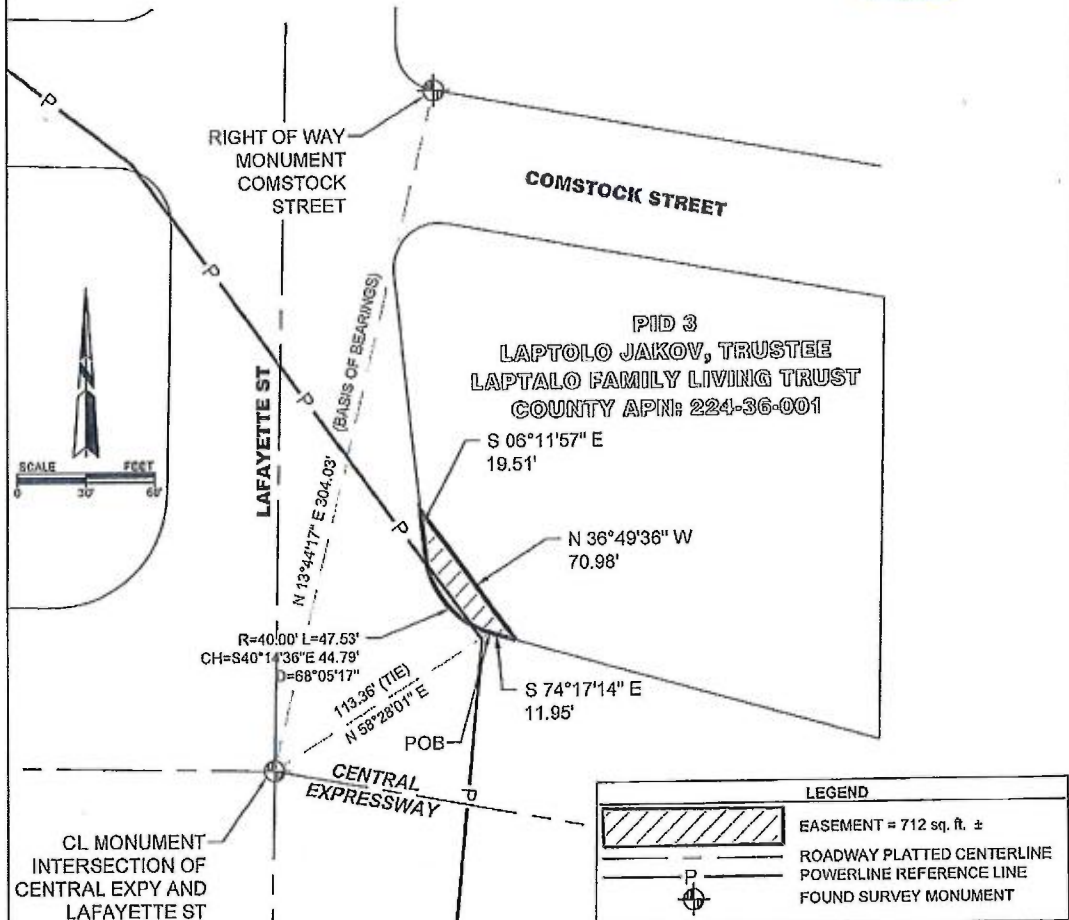 RIGHT OF WAY
MONUMENT
COMSTOCK
STREET
COMSTOCK STREET
(BASIS OF BEARINGS)
N 13°44'17" E 304.03'
LAFAYETTE ST
PID 3
LAPTOLO JAKOV, TRUSTEE
LAPTALO FAMILY LIVING TRUST
COUNTY APN: 224-36-001
N
SCALE FEET
0 30' 60'
P
P
P
P
P
S 06°11'57" E
19.51'
N 36°49'36" W
70.98'
R=40.00' L=47.53'
CH=S40°14'36"E 44.79'
D=68°05'17"
113.36' (TIE)
N 58°28'01" E
S 74°17'14" E
11.95'
POB
CENTRAL
EXPRESSWAY
CL MONUMENT
INTERSECTION OF
CENTRAL EXPY AND
LAFAYETTE ST
LEGEND
EASEMENT = 712 sq. ft. ±
ROADWAY PLATTED CENTERLINE
P POWERLINE REFERENCE LINE
FOUND SURVEY MONUMENT